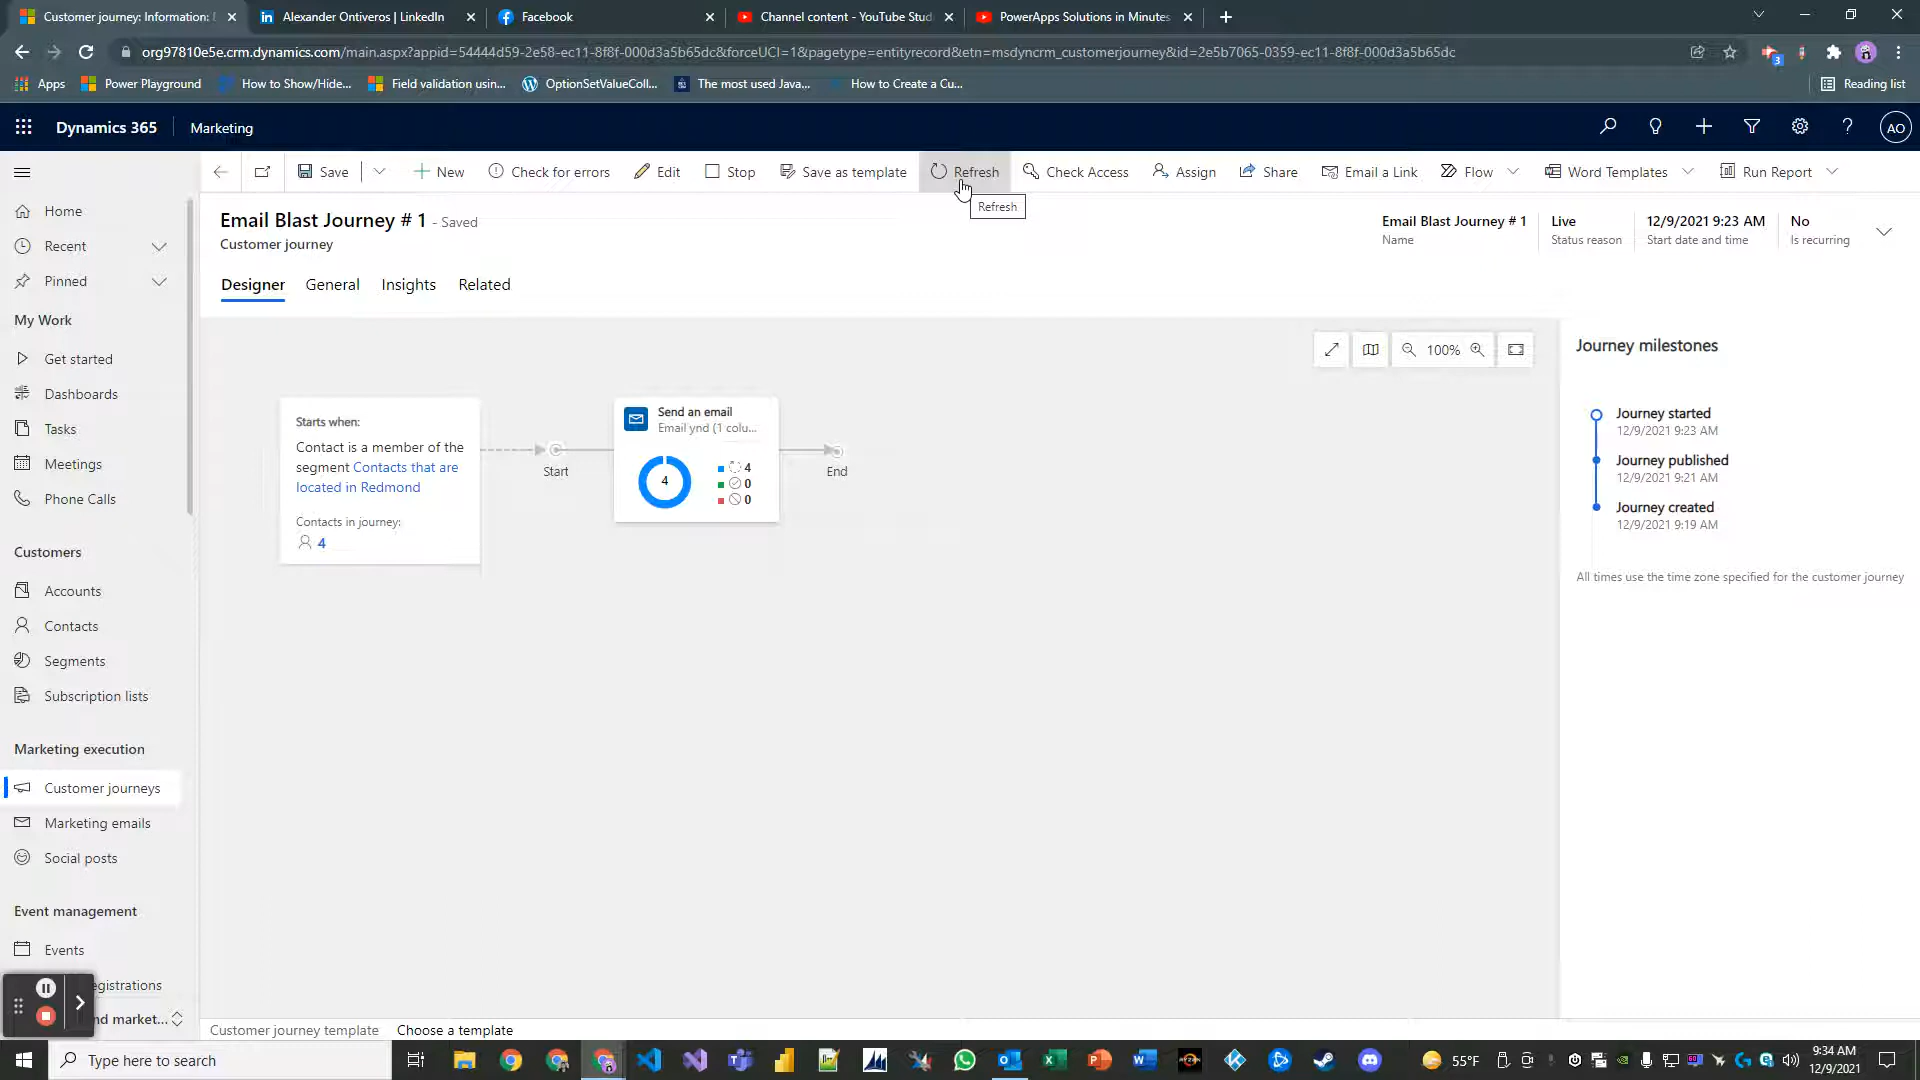 Customer journey: Information: E
Alexander Ontiveros | LinkedIn
Facebook
Channel content - YouTube Stud
PowerApps Solutions in Minutes
org97810e5e.crm.dynamics.com/main.aspx?appid=54444d59-2e58-ec11-8f8f-000d3a5b65dc&forceUCI=1&pagetype=entityrecord&etn=msdyncrm_customerjourney&id=2e5b7065-0359-ec11-8f8f-000d3a5b65dc
3
Apps
Power Playground
How to Show/Hide...
Field validation usin...
OptionSetValueColl...
The most used Java...
How to Create a Cu...
Reading list
Dynamics 365
Marketing
AO
Save
New
Check for errors
Edit
Stop
Save as template
Refresh
Check Access
Assign
Share
Email a Link
Flow
Word Templates
Run Report
Refresh
Email Blast Journey # 1 - Saved
Customer journey
Email Blast Journey # 1
Name
Live
Status reason
12/9/2021 9:23 AM
Start date and time
No
Is recurring
Designer
General
Insights
Related
Home
Recent
Pinned
My Work
Get started
Dashboards
Tasks
Meetings
Phone Calls
Customers
Accounts
Contacts
Segments
Subscription lists
Marketing execution
Customer journeys
Marketing emails
Social posts
Event management
Events
egistrations
nd market...
100%
Starts when:
Contact is a member of the
segment Contacts that are
located in Redmond
Contacts in journey:
4
Start
Send an email
Email ynd (1 colu...
4
4
0
0
End
Journey milestones
Journey started
12/9/2021 9:23 AM
Journey published
12/9/2021 9:21 AM
Journey created
12/9/2021 9:19 AM
All times use the time zone specified for the customer journey
Customer journey template
Choose a template
Type here to search
55°F
9:34 AM
12/9/2021